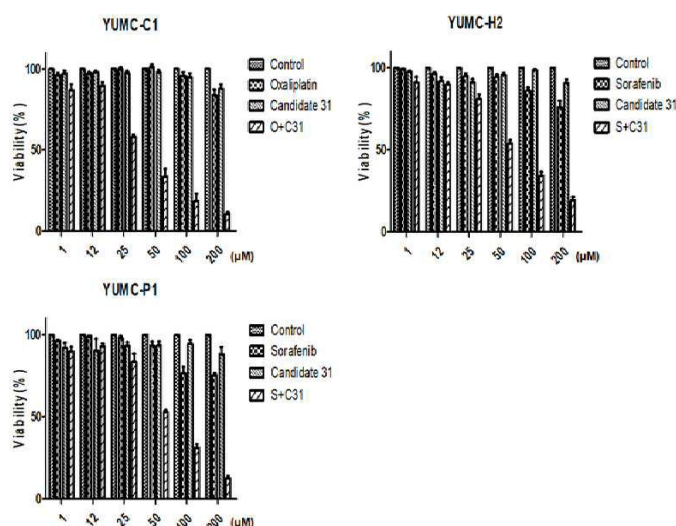 YUMC-C1
Viability (%)
100
50
0
1
12
25
50
100
200
(µM)
Control
Oxaliplatin
Candidate 31
O+C31
YUMC-H2
Viability (%)
100
50
0
1
12
25
50
100
200
(µM)
Control
Sorafenib
Candidate 31
S+C31
YUMC-P1
Viability (%)
100
50
0
1
12
25
50
100
200
(µM)
Control
Sorafenib
Candidate 31
S+C31